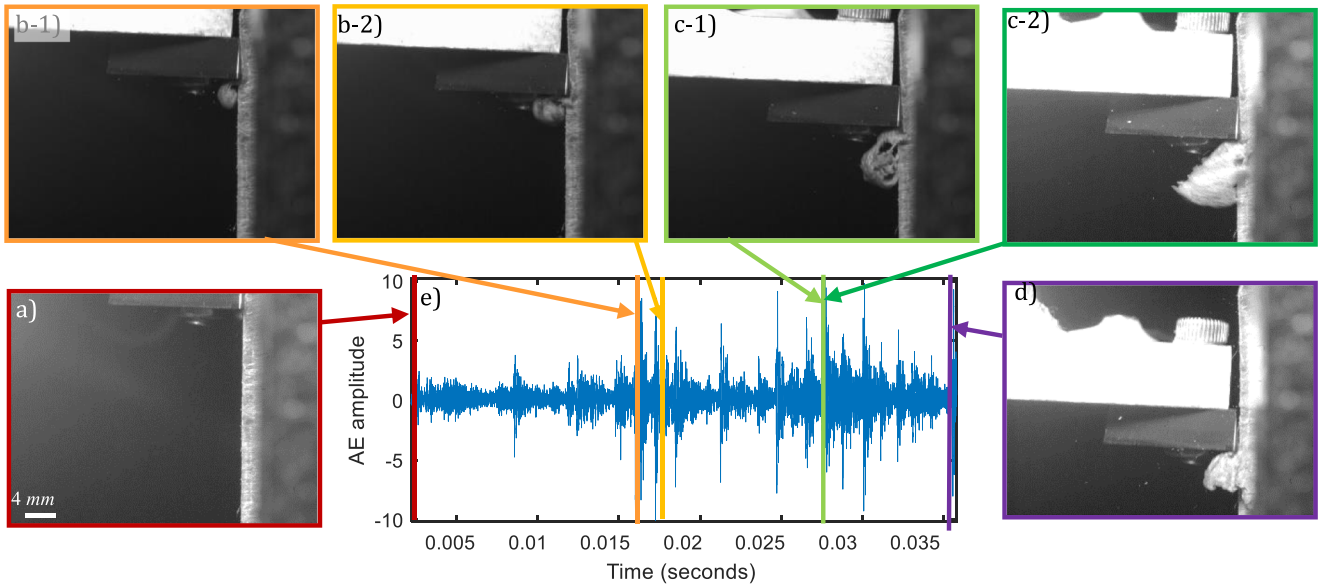 b-1)
b-2)
c-1)
c-2)
a)
4 mm
e)
d)
10
5
0
-5
-10
AE amplitude
0.005
0.01
0.015
0.02
0.025
0.03
0.035
Time (seconds)